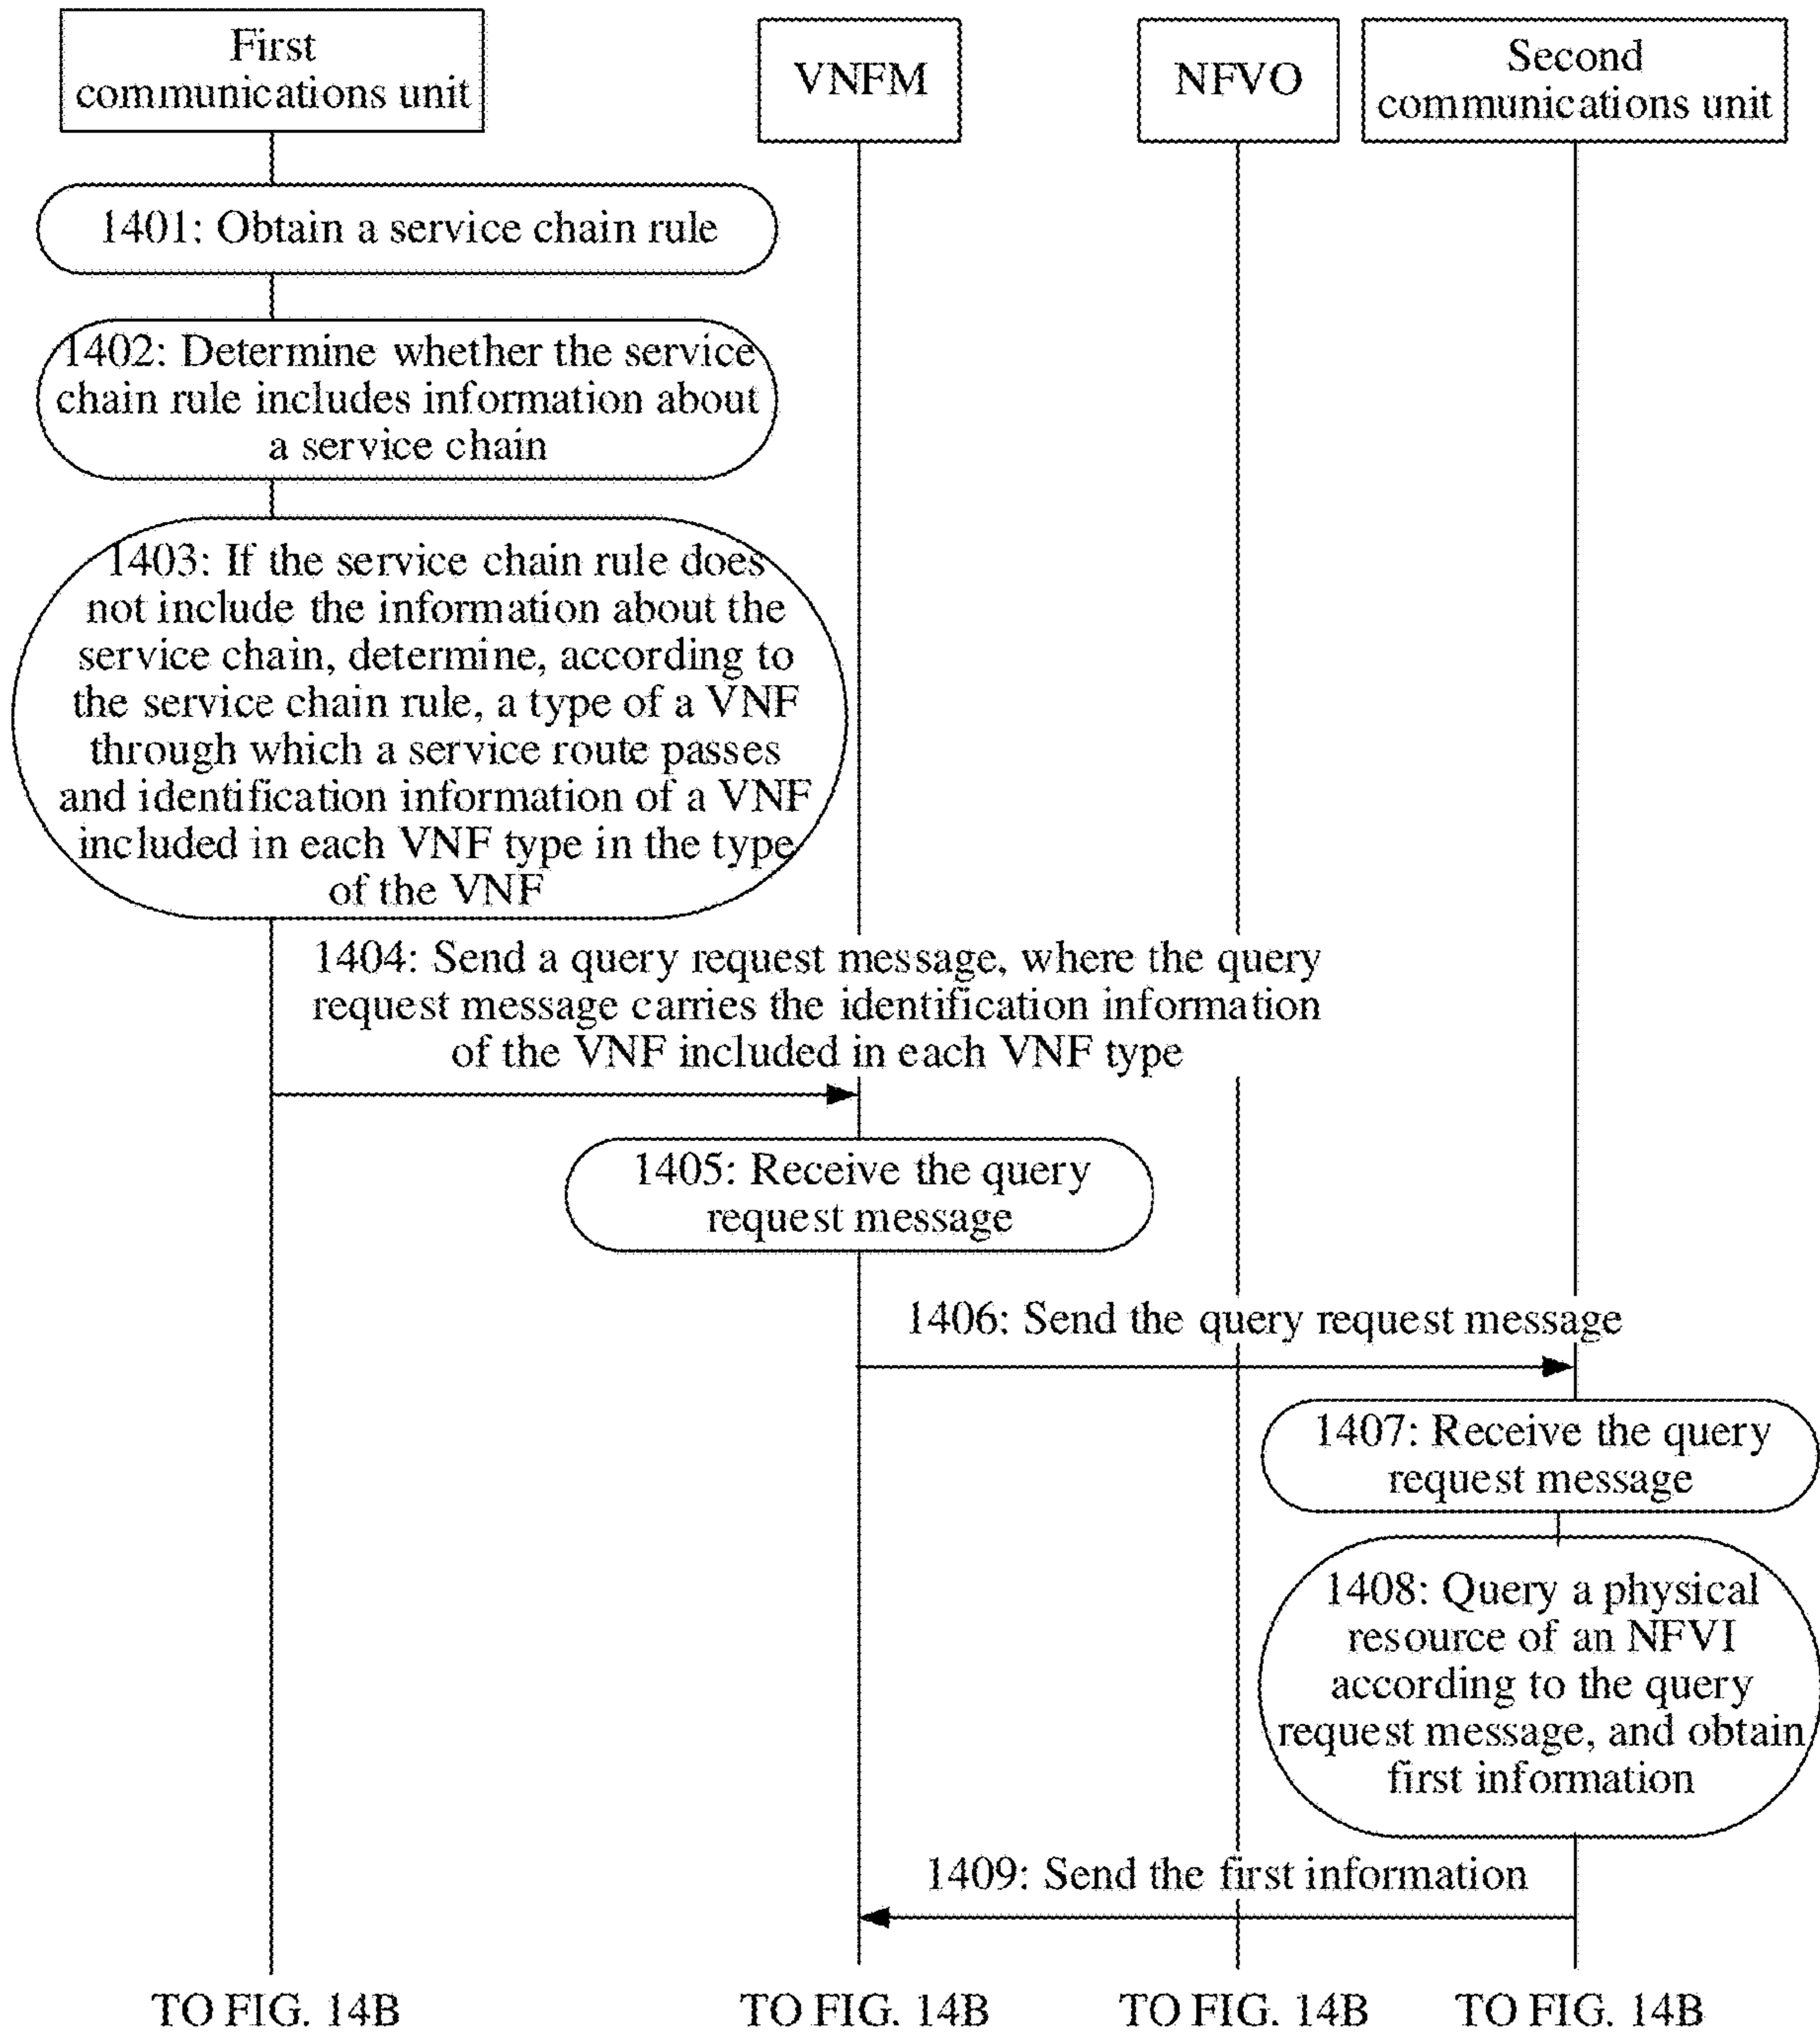 First
communications unit
VNFM
NFVO
Second
communications unit
1401: Obtain a service chain rule
1402: Determine whether the service
chain rule includes information about
a service chain
1403: If the service chain rule does
not include the information about the
service chain, determine, according to
the service chain rule, a type of a VNF
through which a service route passes
and identification information of a VNF
included in each VNF type in the type
of the VNF
1404: Send a query request message, where the query
request message carries the identification information
of the VNF included in each VNF type
1405: Receive the query
request message
1406: Send the query request message
1407: Receive the query
request message
1408: Query a physical
resource of an NFVI
according to the query
request message, and obtain
first information
1409: Send the first information
TO FIG. 14B
TO FIG. 14B
TO FIG. 14B
TO FIG. 14B